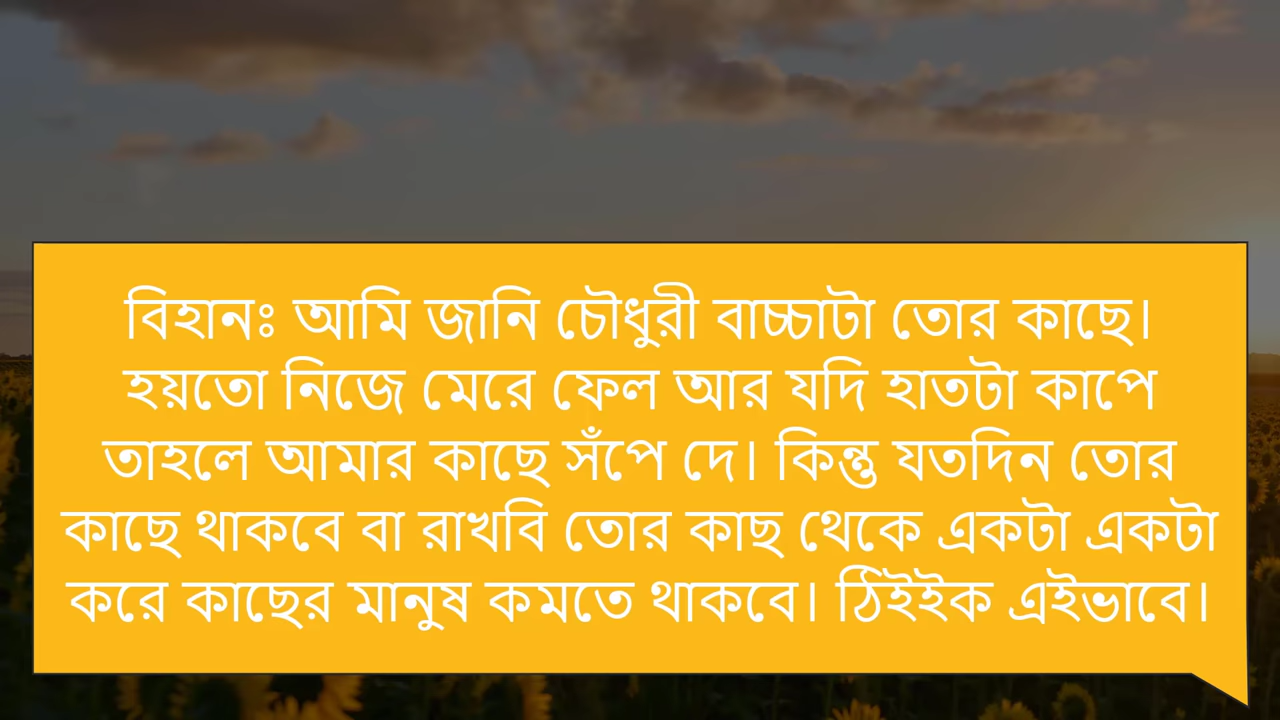 বিহানঃ আমি জানি চৌধুরী বাচ্চাটা তোর কাছে।
হয়তো নিজে মেরে ফেল আর যদি হাতটা কাপে
তাহলে আমার কাছে সঁপে দে। কিন্তু যতদিন তোর
কাছে থাকবে বা রাখবি তোর কাছ থেকে একটা একটা
করে কাছের মানুষ কমতে থাকবে। ঠিইইক এইভাবে।